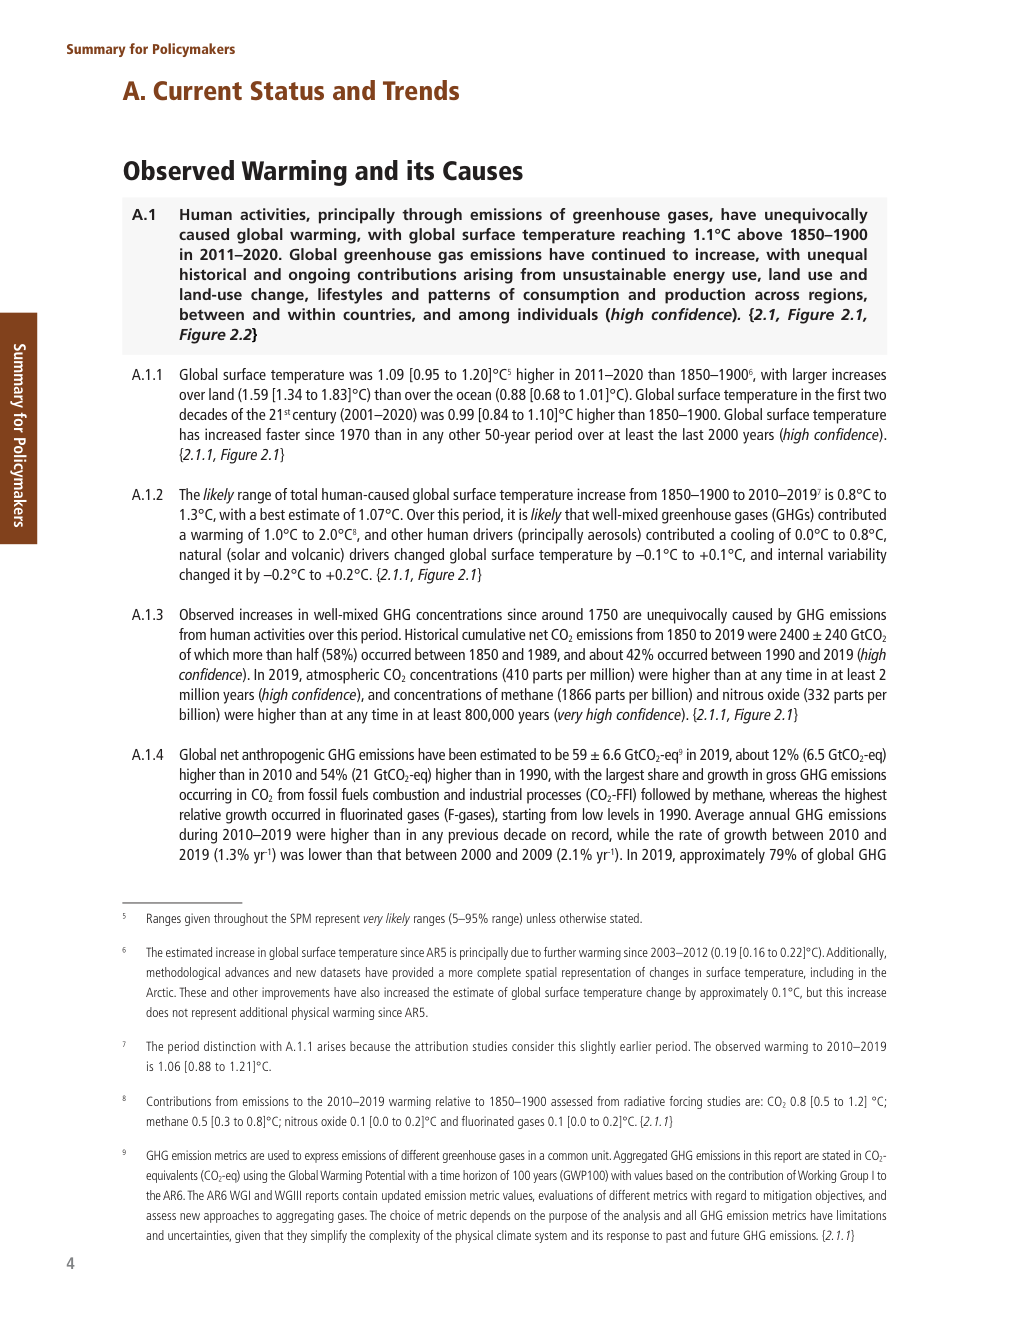 Summary for Policymakers
A. Current Status and Trends
Observed Warming and its Causes
A.1 Human activities, principally through emissions of greenhouse gases, have unequivocally
caused global warming, with global surface temperature reaching 1.1°C above 1850–1900
in 2011–2020. Global greenhouse gas emissions have continued to increase, with unequal
historical and ongoing contributions arising from unsustainable energy use, land use and
land-use change, lifestyles and patterns of consumption and production across regions,
between and within countries, and among individuals (high confidence). {2.1, Figure 2.1,
Figure 2.2}
Summary for Policymakers
A.1.1 Global surface temperature was 1.09 [0.95 to 1.20]°C⁵ higher in 2011–2020 than 1850–1900⁶, with larger increases
over land (1.59 [1.34 to 1.83]°C) than over the ocean (0.88 [0.68 to 1.01]°C). Global surface temperature in the first two
decades of the 21st century (2001–2020) was 0.99 [0.84 to 1.10]°C higher than 1850–1900. Global surface temperature
has increased faster since 1970 than in any other 50-year period over at least the last 2000 years (high confidence).
{2.1.1, Figure 2.1}
A.1.2 The likely range of total human-caused global surface temperature increase from 1850–1900 to 2010–2019⁷ is 0.8°C to
1.3°C, with a best estimate of 1.07°C. Over this period, it is likely that well-mixed greenhouse gases (GHGs) contributed
a warming of 1.0°C to 2.0°C⁸, and other human drivers (principally aerosols) contributed a cooling of 0.0°C to 0.8°C,
natural (solar and volcanic) drivers changed global surface temperature by –0.1°C to +0.1°C, and internal variability
changed it by –0.2°C to +0.2°C. {2.1.1, Figure 2.1}
A.1.3 Observed increases in well-mixed GHG concentrations since around 1750 are unequivocally caused by GHG emissions
from human activities over this period. Historical cumulative net CO₂ emissions from 1850 to 2019 were 2400 ± 240 GtCO₂
of which more than half (58%) occurred between 1850 and 1989, and about 42% occurred between 1990 and 2019 (high
confidence). In 2019, atmospheric CO₂ concentrations (410 parts per million) were higher than at any time in at least 2
million years (high confidence), and concentrations of methane (1866 parts per billion) and nitrous oxide (332 parts per
billion) were higher than at any time in at least 800,000 years (very high confidence). {2.1.1, Figure 2.1}
A.1.4 Global net anthropogenic GHG emissions have been estimated to be 59 ± 6.6 GtCO₂-eq⁹ in 2019, about 12% (6.5 GtCO₂-eq)
higher than in 2010 and 54% (21 GtCO₂-eq) higher than in 1990, with the largest share and growth in gross GHG emissions
occurring in CO₂ from fossil fuels combustion and industrial processes (CO₂-FFI) followed by methane, whereas the highest
relative growth occurred in fluorinated gases (F-gases), starting from low levels in 1990. Average annual GHG emissions
during 2010–2019 were higher than in any previous decade on record, while the rate of growth between 2010 and
2019 (1.3% yr⁻¹) was lower than that between 2000 and 2009 (2.1% yr⁻¹). In 2019, approximately 79% of global GHG
5 Ranges given throughout the SPM represent very likely ranges (5–95% range) unless otherwise stated.
6 The estimated increase in global surface temperature since AR5 is principally due to further warming since 2003–2012 (0.19 [0.16 to 0.22]°C). Additionally,
methodological advances and new datasets have provided a more complete spatial representation of changes in surface temperature, including in the
Arctic. These and other improvements have also increased the estimate of global surface temperature change by approximately 0.1°C, but this increase
does not represent additional physical warming since AR5.
7 The period distinction with A.1.1 arises because the attribution studies consider this slightly earlier period. The observed warming to 2010–2019
is 1.06 [0.88 to 1.21]°C.
8 Contributions from emissions to the 2010–2019 warming relative to 1850–1900 assessed from radiative forcing studies are: CO₂ 0.8 [0.5 to 1.2] °C;
methane 0.5 [0.3 to 0.8]°C; nitrous oxide 0.1 [0.0 to 0.2]°C and fluorinated gases 0.1 [0.0 to 0.2]°C. {2.1.1}
9 GHG emission metrics are used to express emissions of different greenhouse gases in a common unit. Aggregated GHG emissions in this report are stated in CO₂-
equivalents (CO₂-eq) using the Global Warming Potential with a time horizon of 100 years (GWP100) with values based on the contribution of Working Group I to
the AR6. The AR6 WGI and WGIII reports contain updated emission metric values, evaluations of different metrics with regard to mitigation objectives, and
assess new approaches to aggregating gases. The choice of metric depends on the purpose of the analysis and all GHG emission metrics have limitations
and uncertainties, given that they simplify the complexity of the physical climate system and its response to past and future GHG emissions. {2.1.1}
4